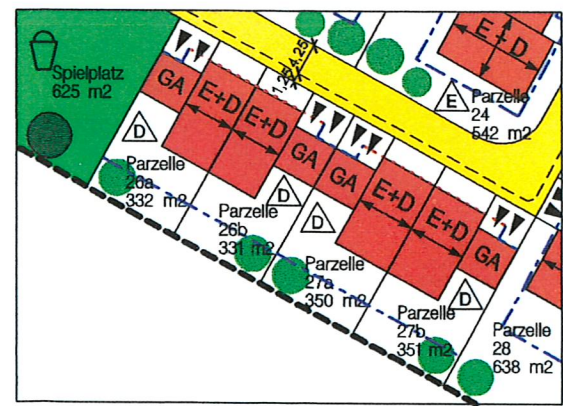 Spielplatz
625 m2
1.25
4.25
E+D
E
Parzelle
24
542 m2
GA
E+D
E+D
GA
GA
E+D
E+D
GA
D
D
D
D
Parzelle
26a
332 m2
Parzelle
26b
331 m2
Parzelle
27a
350 m2
Parzelle
27b
351 m2
Parzelle
28
638 m2